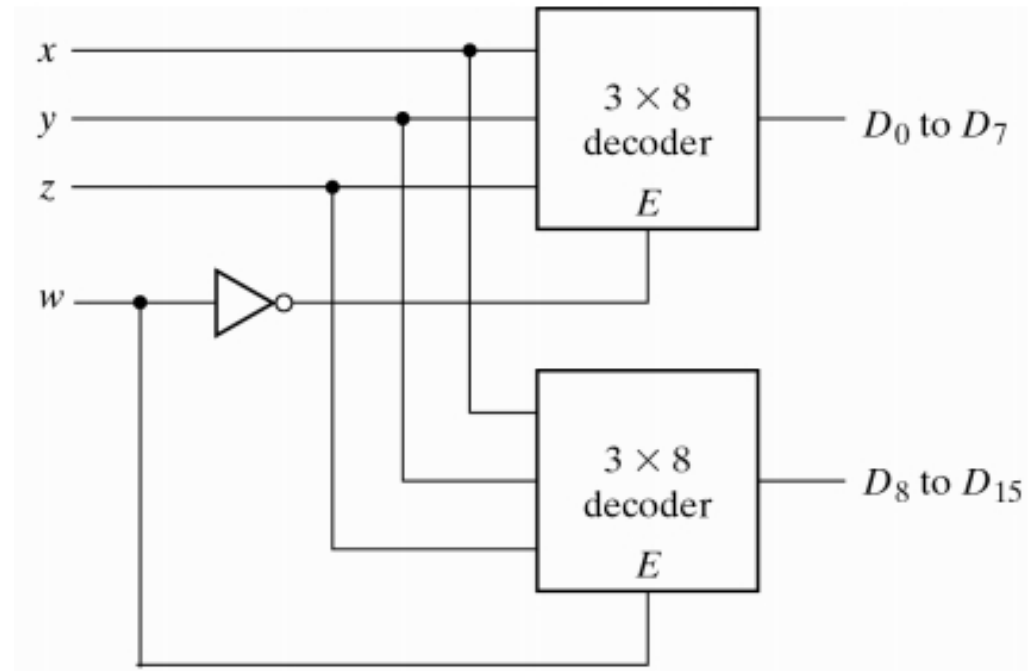 x
y
z
w
3 × 8
decoder
E
D₀ to D₇
3 × 8
decoder
E
D₈ to D₁₅